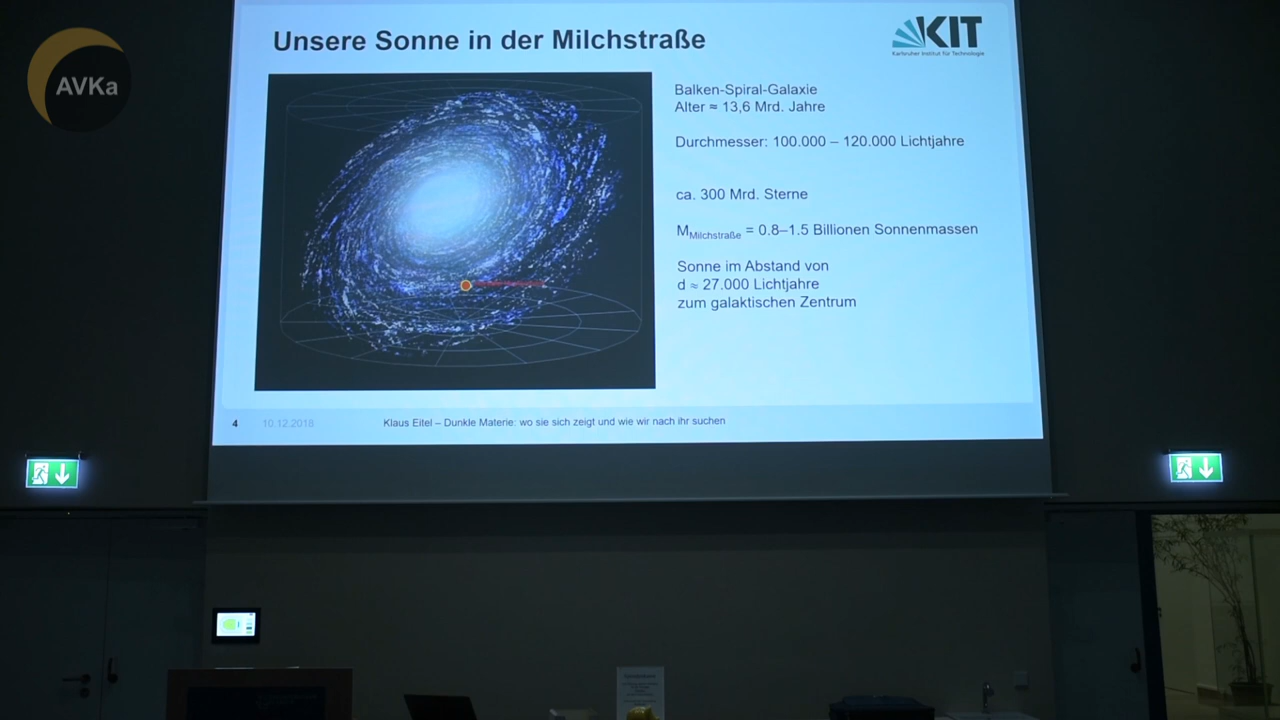 AVKa
Unsere Sonne in der Milchstraße
KIT
Karlsruher Institut für Technologie
Balken-Spiral-Galaxie
Alter ≈ 13,6 Mrd. Jahre
Durchmesser: 100.000 – 120.000 Lichtjahre
ca. 300 Mrd. Sterne
MMilchstraße = 0.8–1.5 Billionen Sonnenmassen
Sonne im Abstand von
d ≈ 27.000 Lichtjahre
zum galaktischen Zentrum
4 10.12.2018 Klaus Eitel – Dunkle Materie: wo sie sich zeigt und wie wir nach ihr suchen